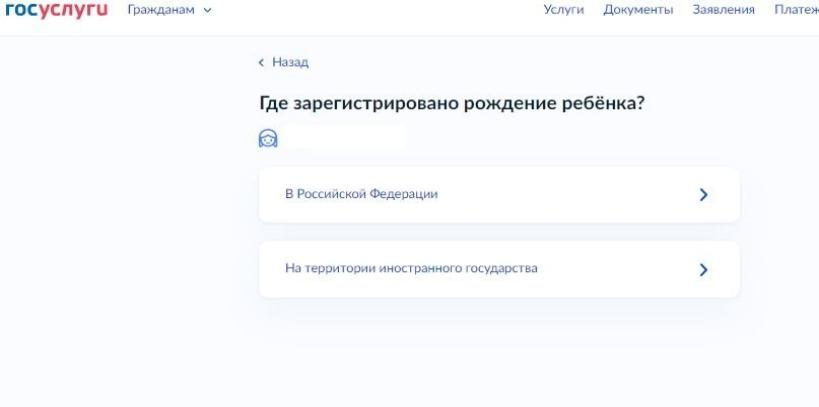 госуслуги Гражданам Услуги Документы Заявления Платеж
Назад
Где зарегистрировано рождение ребёнка?
В Российской Федерации
На территории иностранного государства